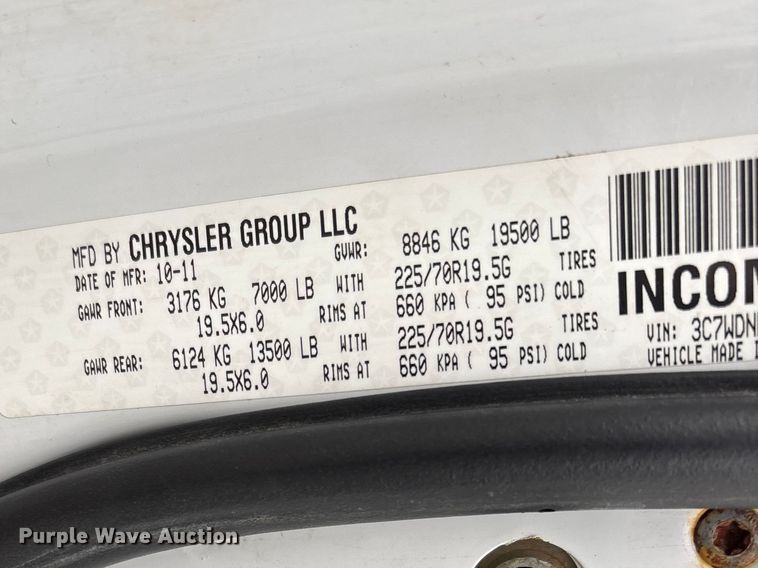 MFD BY CHRYSLER GROUP LLC
DATE OF MFR: 10-11 GVWR: 8846 KG 19500 LB
GAWR FRONT: 3176 KG 7000 LB WITH 225/70R19.5G TIRES
19.5X6.0 RIMS AT 660 KPA ( 95 PSI) COLD
GAWR REAR: 6124 KG 13500 LB WITH 225/70R19.5G TIRES
19.5X6.0 RIMS AT 660 KPA ( 95 PSI) COLD
INCOM
VIN: 3C7WDN
VEHICLE MADE I
Purple Wave Auction